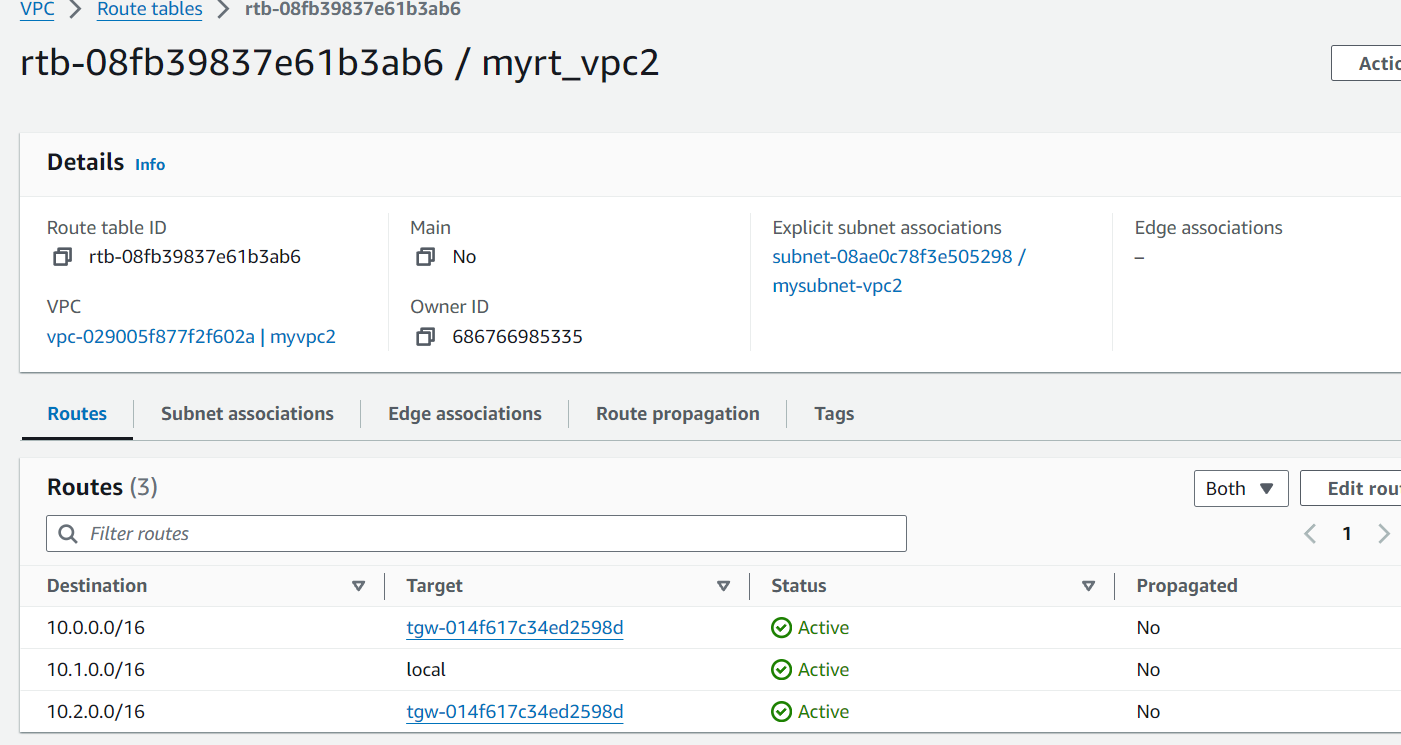 VPC > Route tables > rtb-08fb39837e61b3ab6
rtb-08fb39837e61b3ab6 / myrt_vpc2
Actio
Details Info
Route table ID
rtb-08fb39837e61b3ab6
Main
No
Explicit subnet associations
subnet-08ae0c78f3e505298 /
mysubnet-vpc2
Edge associations
–
VPC
vpc-029005f877f2f602a | myvpc2
Owner ID
686766985335
Routes Subnet associations Edge associations Route propagation Tags
Routes (3)
Both
Edit rou
Filter routes
1
Destination Target Status Propagated
10.0.0.0/16 tgw-014f617c34ed2598d Active No
10.1.0.0/16 local Active No
10.2.0.0/16 tgw-014f617c34ed2598d Active No